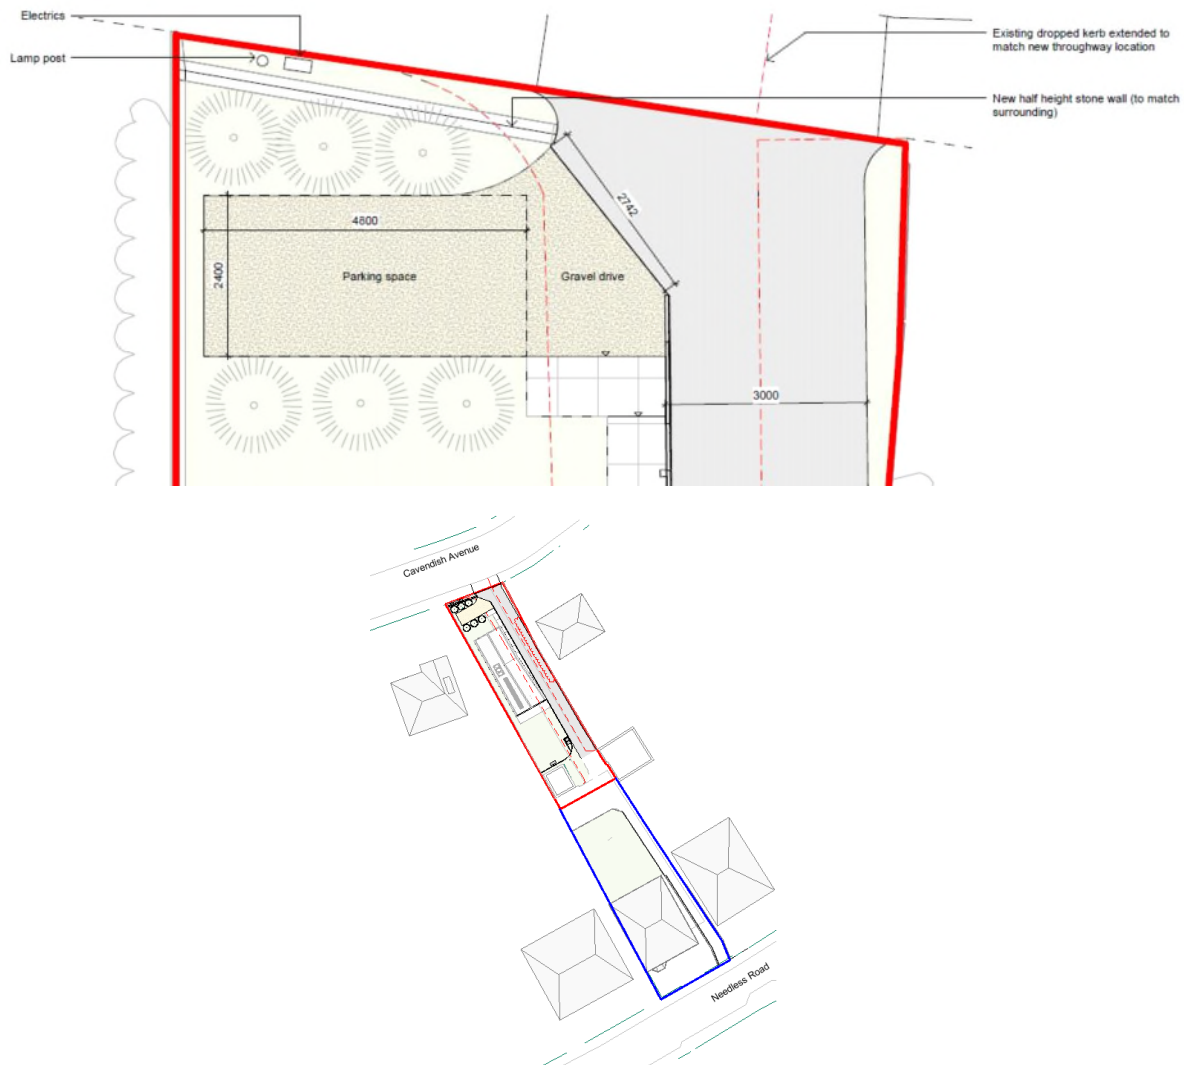 Electrics
Lamp post
Existing dropped kerb extended to
match new throughway location
New half height stone wall (to match
surrounding)
2742
4800
2400
Parking space
Gravel drive
3000
Cavendish Avenue
Needless Road